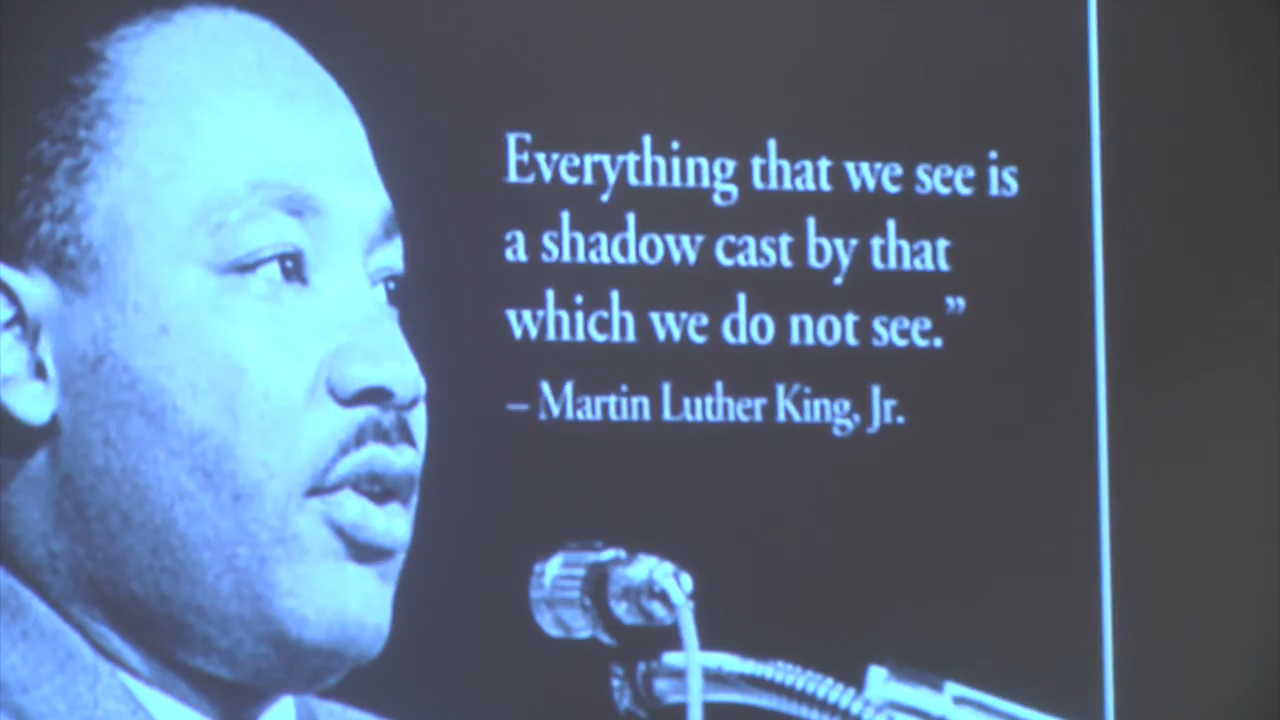 Everything that we see is
a shadow cast by that
which we do not see.”
– Martin Luther King, Jr.